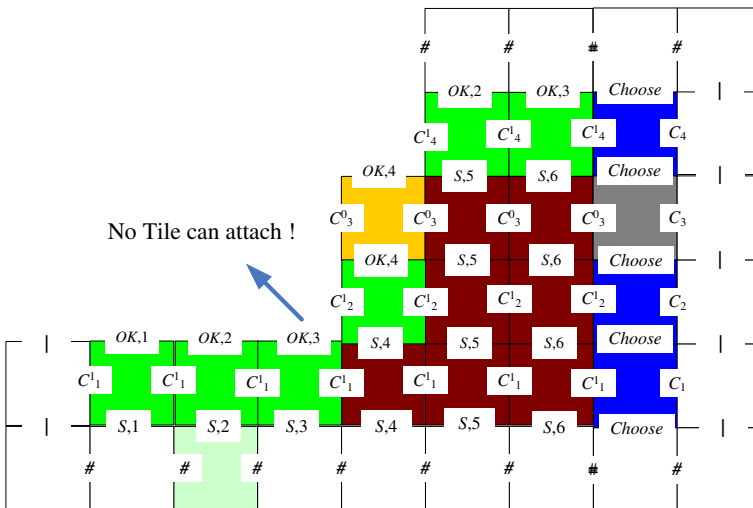 # # # #
OK,2 OK,3 Choose
|
C¹₄ C¹₄ C¹₄ C₄
OK,4 S,5 S,6 Choose
|
C⁰₃ C⁰₃ C⁰₃ C⁰₃ C₃
No Tile can attach !
OK,4 S,5 S,6 Choose
|
C¹₂ C¹₂ C¹₂ C¹₂ C₂
| OK,1 OK,2 OK,3 S,4 S,5 S,6 Choose |
C¹₁ C¹₁ C¹₁ C¹₁ C¹₁ C¹₁ C¹₁ C₁
| S,1 S,2 S,3 S,4 S,5 S,6 Choose |
# # # # # # # #